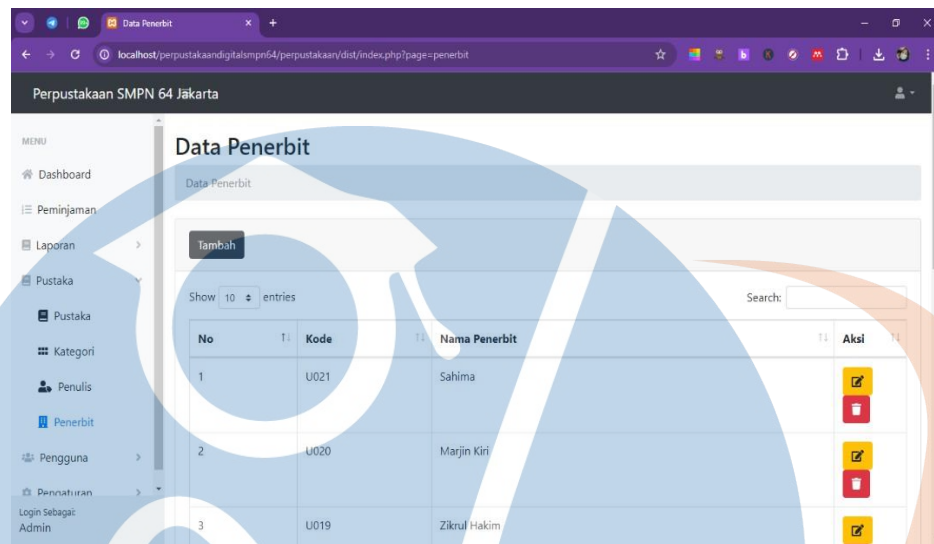 Data Penerbit
localhost/perpustakaandigitalsmpn64/perpustakaan/dist/index.php?page=penerbit
Perpustakaan SMPN 64 Jakarta
MENU
Dashboard
Peminjaman
Laporan
Pustaka
Pustaka
Kategori
Penulis
Penerbit
Pengguna
Pengaturan
Login Sebagai:
Admin
Data Penerbit
Data Penerbit
Tambah
Show 10 entries
Search:
No Kode Nama Penerbit Aksi
1 U021 Sahima
2 U020 Marjin Kiri
3 U019 Zikrul Hakim